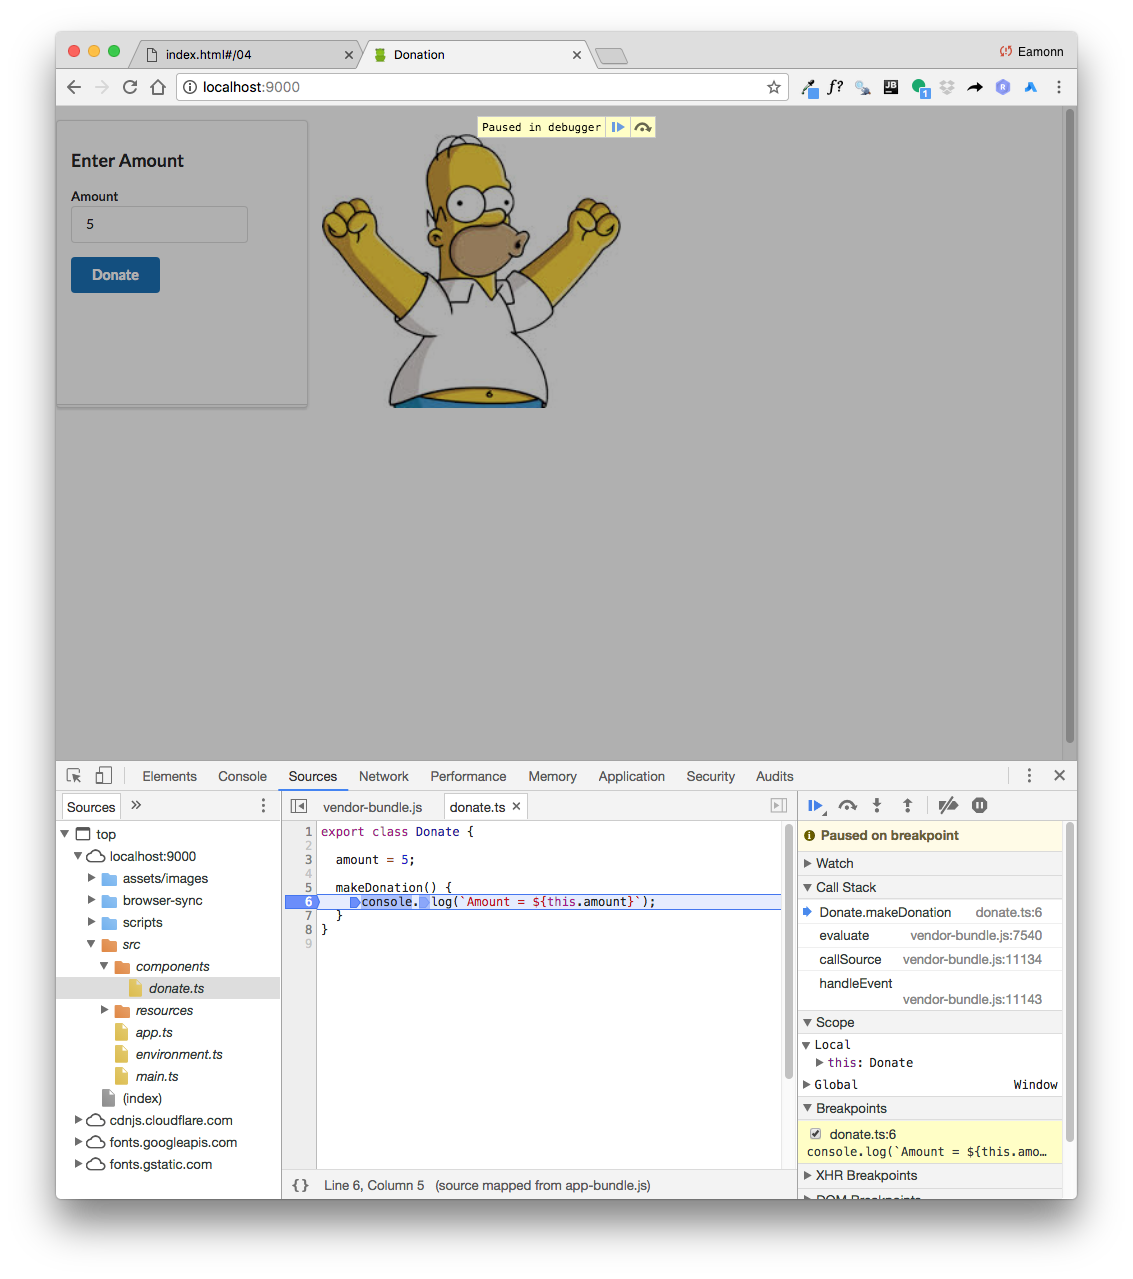 index.html#/04
Donation
Eamonn
localhost:9000
f?
JB
1
R
Paused in debugger
Enter Amount
Amount
5
Donate
Elements Console Sources Network Performance Memory Application Security Audits
Sources
vendor-bundle.js
donate.ts
top
localhost:9000
assets/images
browser-sync
scripts
src
components
donate.ts
resources
app.ts
environment.ts
main.ts
(index)
cdnjs.cloudflare.com
fonts.googleapis.com
fonts.gstatic.com
1 export class Donate {
2
3 amount = 5;
4
5 makeDonation() {
6 console.log(`Amount = ${this.amount}`);
7 }
8 }
9
{} Line 6, Column 5 (source mapped from app-bundle.js)
Paused on breakpoint
Watch
Call Stack
Donate.makeDonation donate.ts:6
evaluate vendor-bundle.js:7540
callSource vendor-bundle.js:11134
handleEvent
vendor-bundle.js:11143
Scope
Local
this: Donate
Global Window
Breakpoints
donate.ts:6
console.log(`Amount = ${this.amo…
XHR Breakpoints
DOM Breakpoints